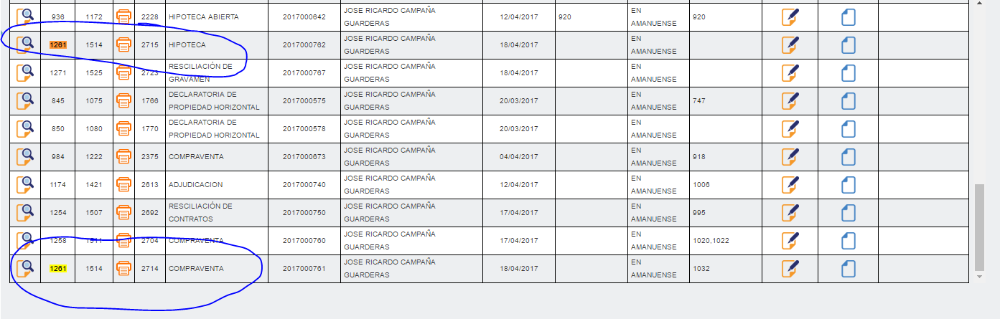 936 1172 2228 HIPOTECA ABIERTA 2017000642 JOSE RICARDO CAMPAÑA GUARDERAS 12/04/2017 920 EN AMANUENSE 920
1261 1514 2715 HIPOTECA 2017000762 JOSE RICARDO CAMPAÑA GUARDERAS 18/04/2017 EN AMANUENSE
1271 1525 2723 RESCILIACIÓN DE GRAVAMEN 2017000767 JOSE RICARDO CAMPAÑA GUARDERAS 18/04/2017 EN AMANUENSE
845 1075 1766 DECLARATORIA DE PROPIEDAD HORIZONTAL 2017000575 JOSE RICARDO CAMPAÑA GUARDERAS 20/03/2017 EN AMANUENSE 747
850 1080 1770 DECLARATORIA DE PROPIEDAD HORIZONTAL 2017000578 JOSE RICARDO CAMPAÑA GUARDERAS 20/03/2017 EN AMANUENSE
984 1222 2375 COMPRAVENTA 2017000673 JOSE RICARDO CAMPAÑA GUARDERAS 04/04/2017 EN AMANUENSE 918
1174 1421 2613 ADJUDICACION 2017000740 JOSE RICARDO CAMPAÑA GUARDERAS 12/04/2017 EN AMANUENSE 1006
1254 1507 2692 RESCILIACIÓN DE CONTRATOS 2017000750 JOSE RICARDO CAMPAÑA GUARDERAS 17/04/2017 EN AMANUENSE 995
1258 1511 2704 COMPRAVENTA 2017000760 JOSE RICARDO CAMPAÑA GUARDERAS 17/04/2017 EN AMANUENSE 1020,1022
1261 1514 2714 COMPRAVENTA 2017000761 JOSE RICARDO CAMPAÑA GUARDERAS 18/04/2017 EN AMANUENSE 1032